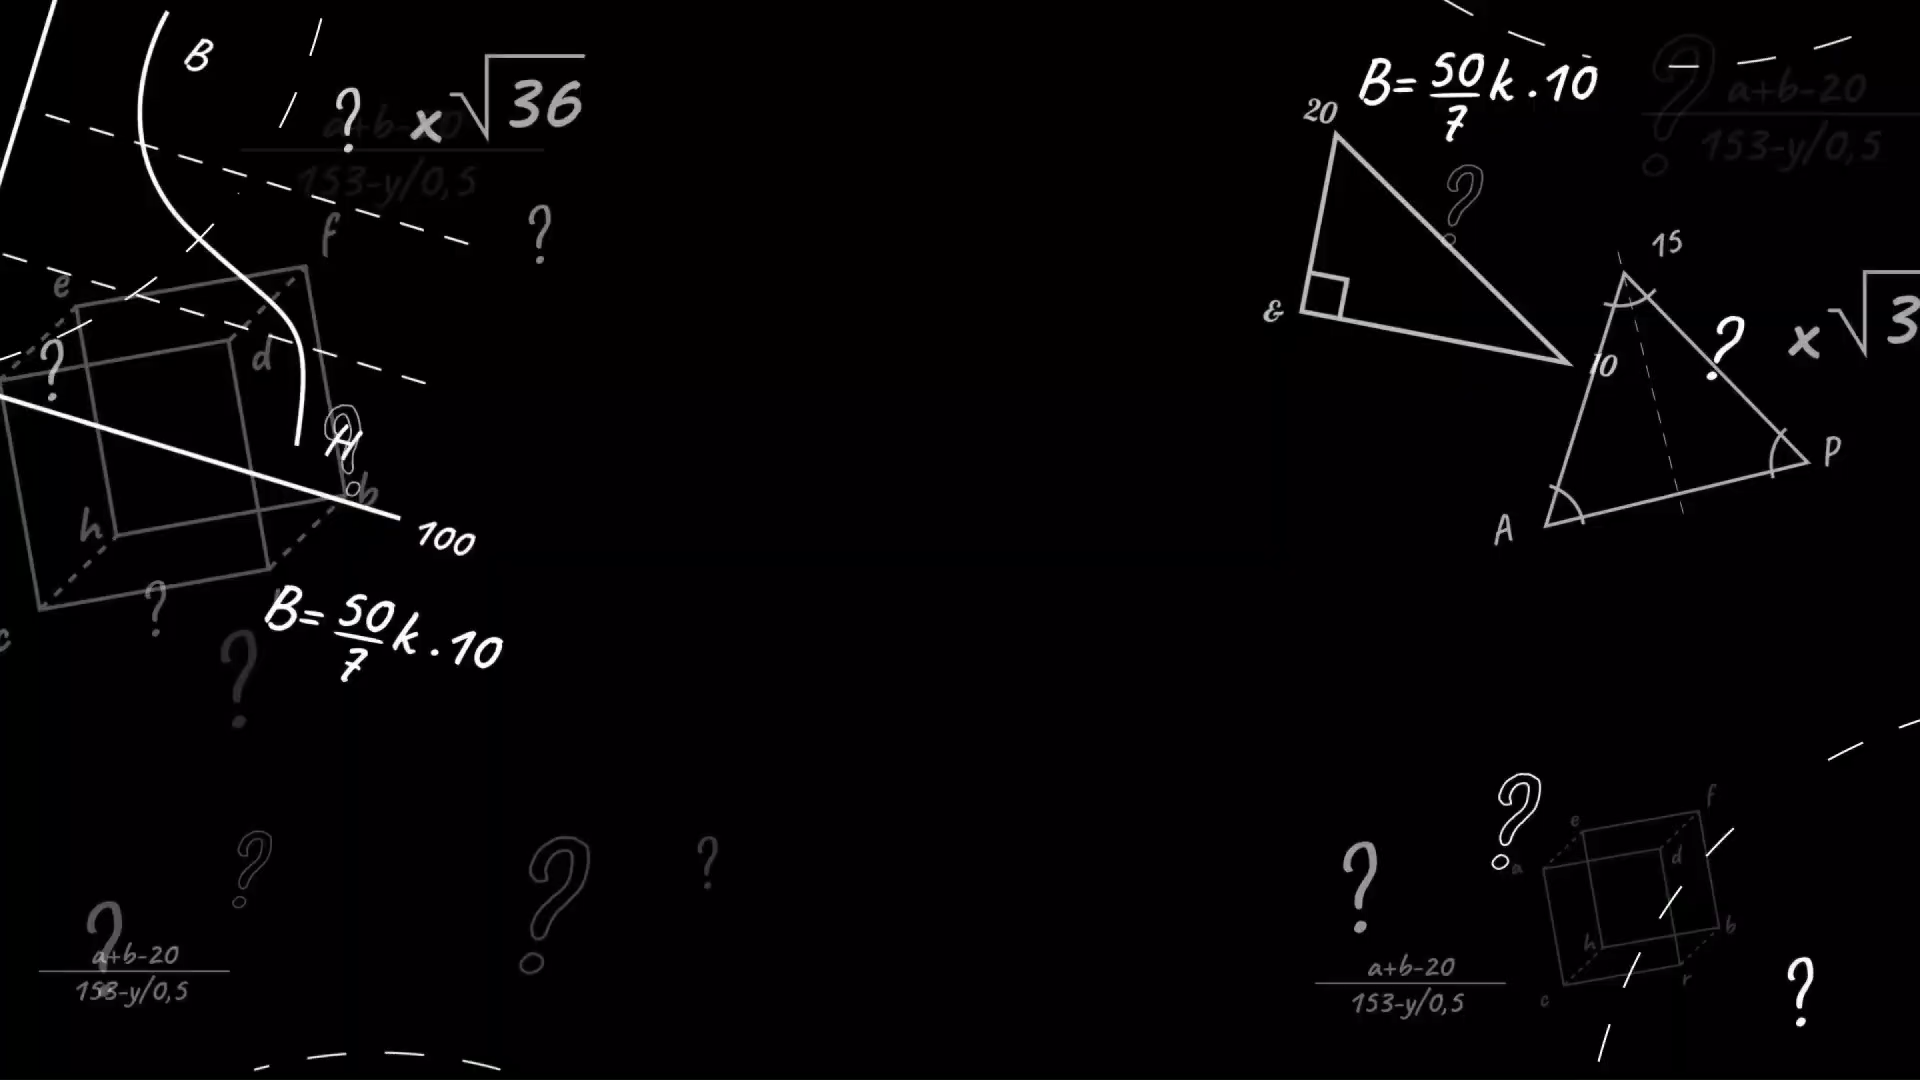 B
? x √36
a+b-20
153-y/0,5
?
f
e
d
?
H
?
b
h
100
?
c
B= 50/7 k . 10
?
?
?
?
?
a+b-20
153-y/0,5
B= 50/7 k . 10
20
?
a+b-20
153-y/0,5
?
&
10
15
? x √3
P
A
?
f
e
?
d
a
b
h
r
c
a+b-20
153-y/0,5
?